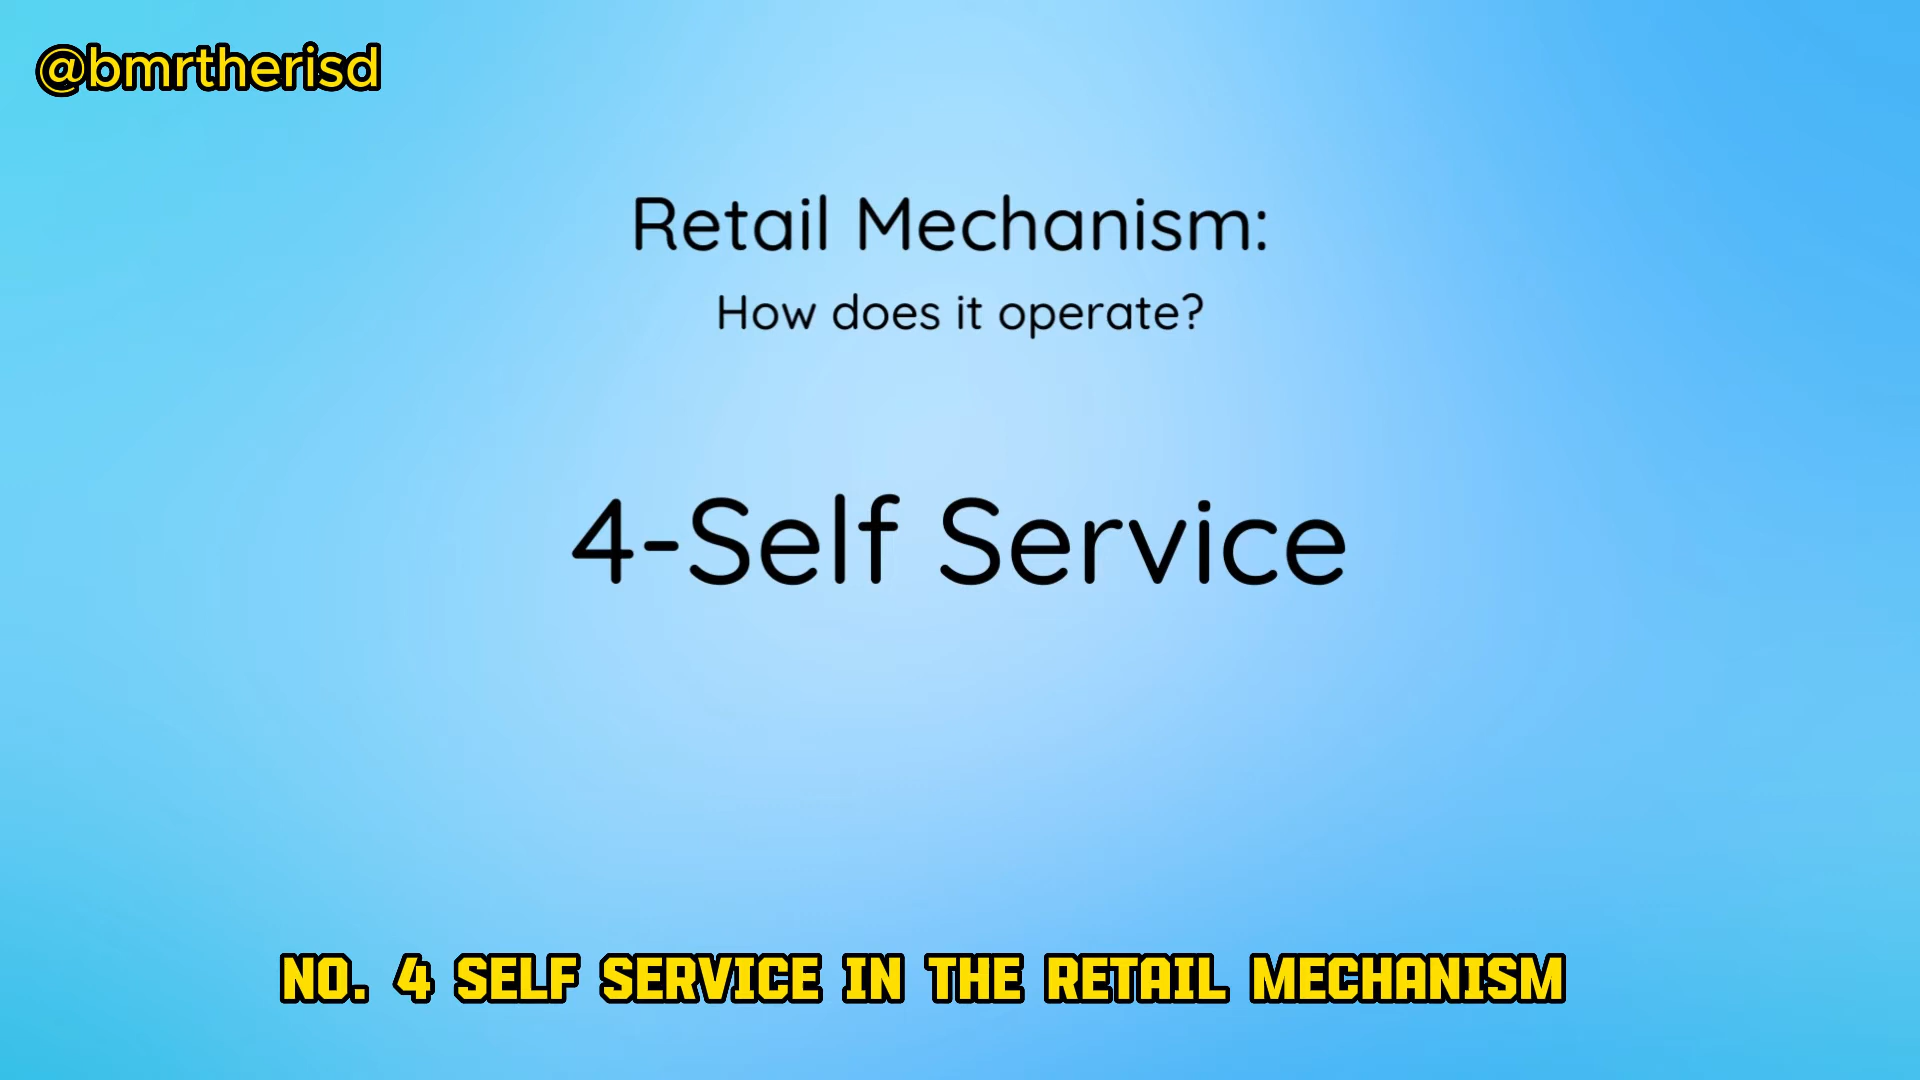 @bmrtherisd
Retail Mechanism:
How does it operate?
4-Self Service
NO. 4 SELF SERVICE IN THE RETAIL MECHANISM